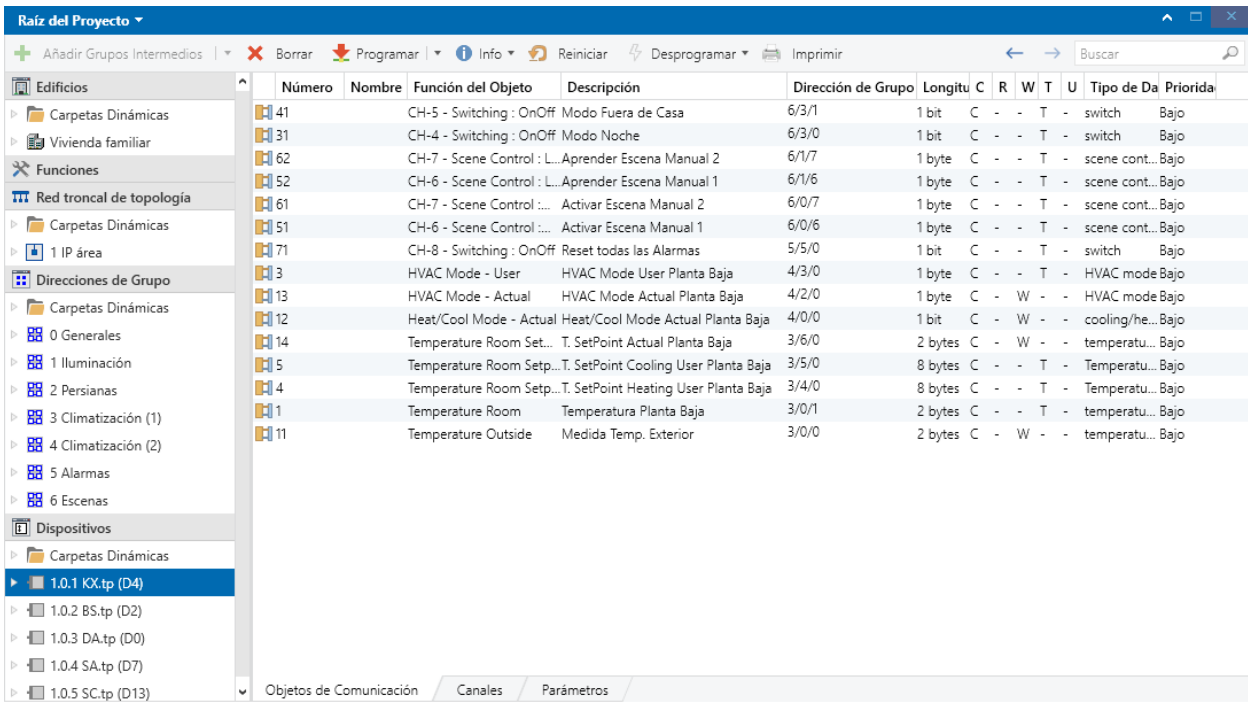 Raíz del Proyecto
Añadir Grupos Intermedios Borrar Programar Info Reiniciar Desprogramar Imprimir Buscar
Edificios
Carpetas Dinámicas
Vivienda familiar
Funciones
Red troncal de topología
Carpetas Dinámicas
1 IP área
Direcciones de Grupo
Carpetas Dinámicas
0 Generales
1 Iluminación
2 Persianas
3 Climatización (1)
4 Climatización (2)
5 Alarmas
6 Escenas
Dispositivos
Carpetas Dinámicas
1.0.1 KX.tp (D4)
1.0.2 BS.tp (D2)
1.0.3 DA.tp (D0)
1.0.4 SA.tp (D7)
1.0.5 SC.tp (D13)
Número Nombre Función del Objeto Descripción Dirección de Grupo Longitu C R W T U Tipo de Da Priorida
41 CH-5 - Switching : OnOff Modo Fuera de Casa 6/3/1 1 bit C - - T - switch Bajo
31 CH-4 - Switching : OnOff Modo Noche 6/3/0 1 bit C - - T - switch Bajo
62 CH-7 - Scene Control : L... Aprender Escena Manual 2 6/1/7 1 byte C - - T - scene cont... Bajo
52 CH-6 - Scene Control : L... Aprender Escena Manual 1 6/1/6 1 byte C - - T - scene cont... Bajo
61 CH-7 - Scene Control :... Activar Escena Manual 2 6/0/7 1 byte C - - T - scene cont... Bajo
51 CH-6 - Scene Control :... Activar Escena Manual 1 6/0/6 1 byte C - - T - scene cont... Bajo
71 CH-8 - Switching : OnOff Reset todas las Alarmas 5/5/0 1 bit C - - T - switch Bajo
3 HVAC Mode - User HVAC Mode User Planta Baja 4/3/0 1 byte C - - T - HVAC mode Bajo
13 HVAC Mode - Actual HVAC Mode Actual Planta Baja 4/2/0 1 byte C - W - - HVAC mode Bajo
12 Heat/Cool Mode - Actual Heat/Cool Mode Actual Planta Baja 4/0/0 1 bit C - W - - cooling/he... Bajo
14 Temperature Room Set... T. SetPoint Actual Planta Baja 3/6/0 2 bytes C - W - - temperatu... Bajo
5 Temperature Room Setp... T. SetPoint Cooling User Planta Baja 3/5/0 8 bytes C - - T - Temperatu... Bajo
4 Temperature Room Setp... T. SetPoint Heating User Planta Baja 3/4/0 8 bytes C - - T - Temperatu... Bajo
1 Temperature Room Temperatura Planta Baja 3/0/1 2 bytes C - - T - temperatu... Bajo
11 Temperature Outside Medida Temp. Exterior 3/0/0 2 bytes C - W - - temperatu... Bajo
Objetos de Comunicación Canales Parámetros